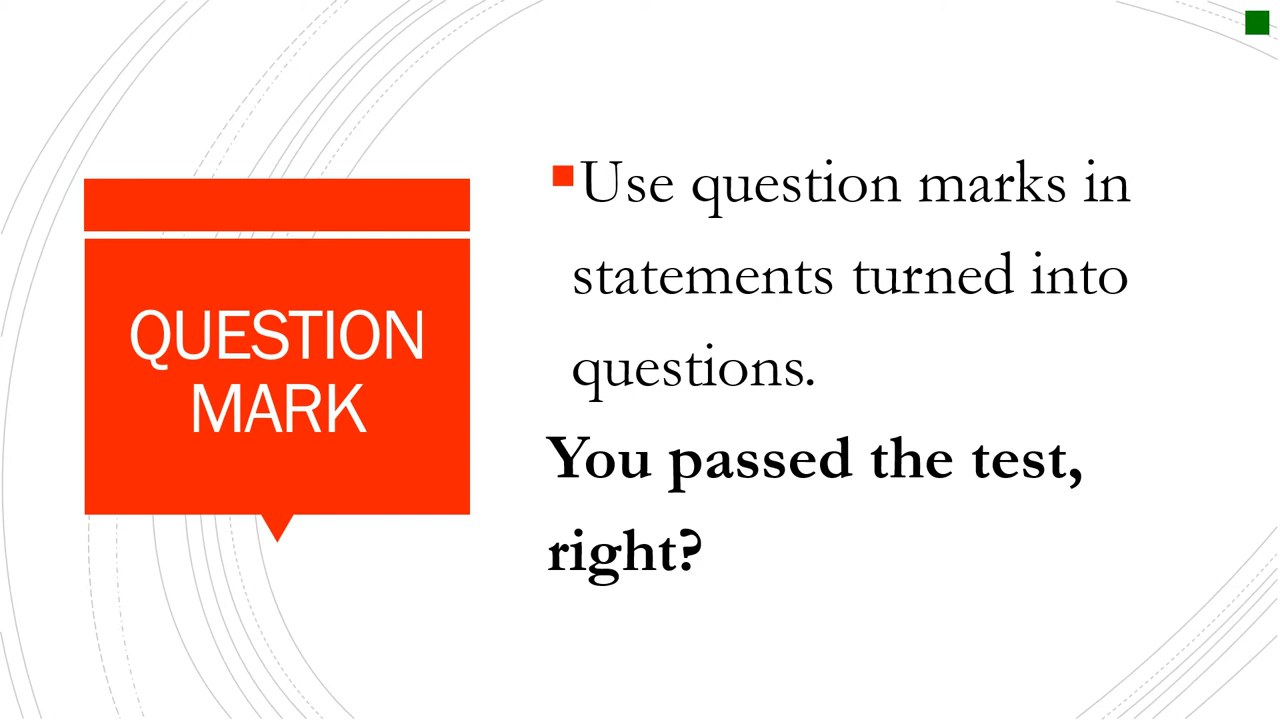 QUESTION
MARK
Use question marks in
statements turned into
questions.
You passed the test,
right?